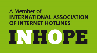 A Member of
INTERNATIONAL ASSOCIATION
OF INTERNET HOTLINES
INHOPE